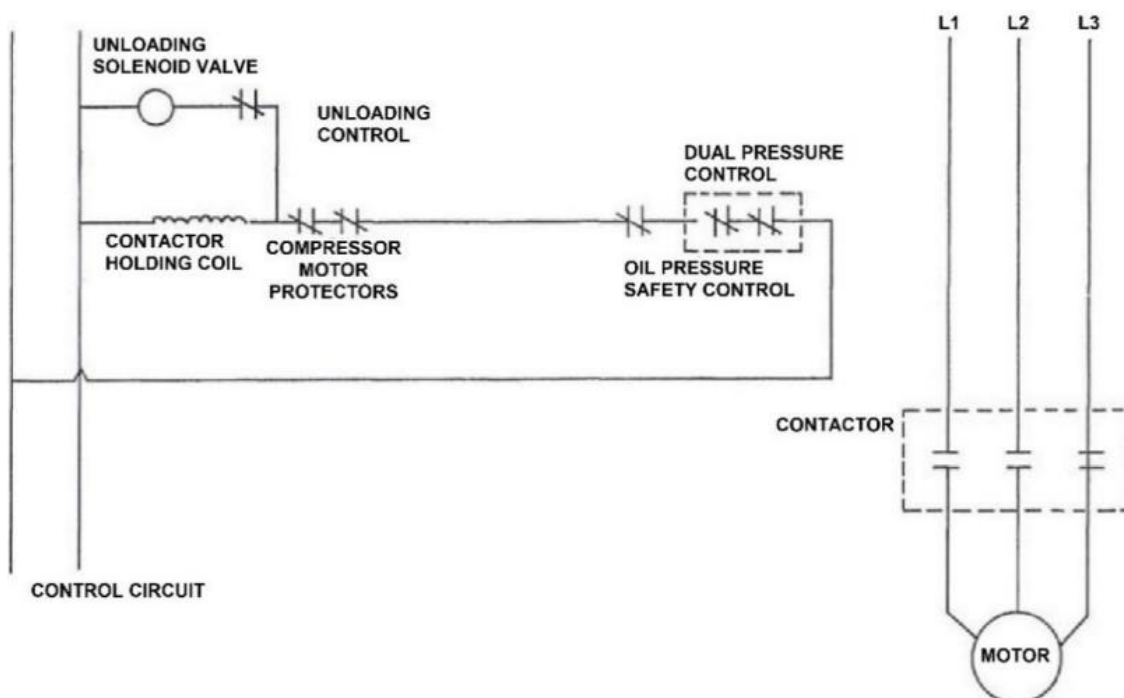 L1 L2 L3
UNLOADING
SOLENOID VALVE
UNLOADING
CONTROL
DUAL PRESSURE
CONTROL
CONTACTOR
HOLDING COIL
COMPRESSOR
MOTOR
PROTECTORS
OIL PRESSURE
SAFETY CONTROL
CONTACTOR
CONTROL CIRCUIT
MOTOR